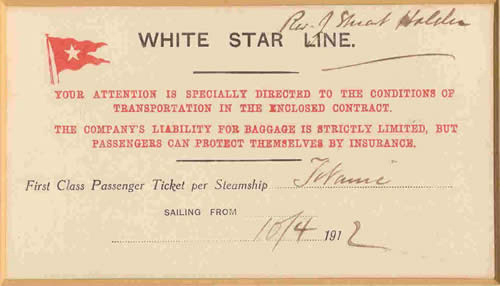 Rev. J Stuart Holden
WHITE STAR LINE.
YOUR ATTENTION IS SPECIALLY DIRECTED TO THE CONDITIONS OF
TRANSPORTATION IN THE ENCLOSED CONTRACT.
THE COMPANY'S LIABILITY FOR BAGGAGE IS STRICTLY LIMITED, BUT
PASSENGERS CAN PROTECT THEMSELVES BY INSURANCE.
First Class Passenger Ticket per Steamship Titanic
SAILING FROM
10/4 1912